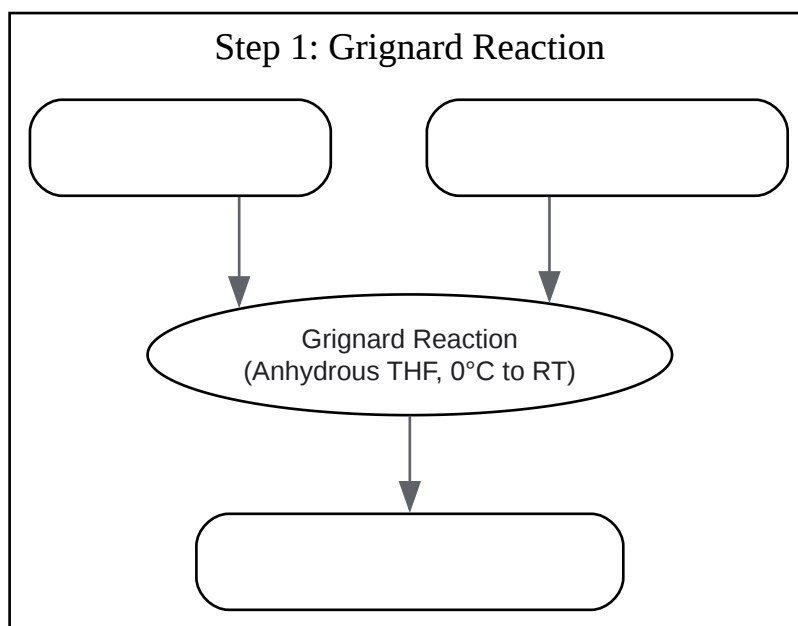 Step 1: Grignard Reaction
Grignard Reaction
(Anhydrous THF, 0°C to RT)